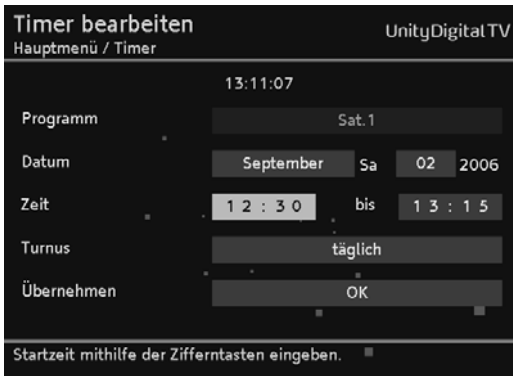 Timer bearbeiten
UnityDigitalTV
Hauptmenü / Timer
13:11:07
Programm Sat.1
Datum September Sa 02 2006
Zeit 12:30 bis 13:15
Turnus täglich
Übernehmen OK
Startzeit mithilfe der Zifferntasten eingeben.